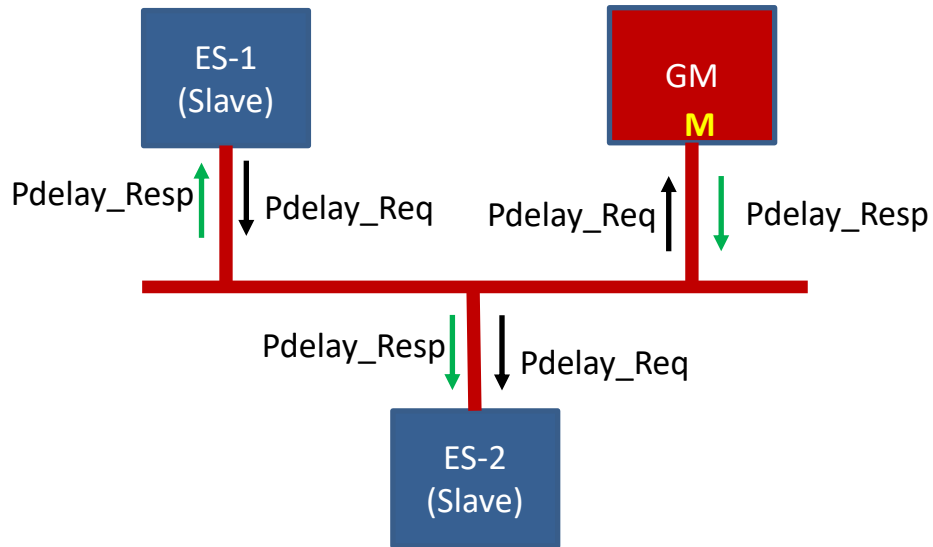 ES-1
(Slave)
GM
M
Pdelay_Resp
Pdelay_Req
Pdelay_Req
Pdelay_Resp
Pdelay_Resp
Pdelay_Req
ES-2
(Slave)